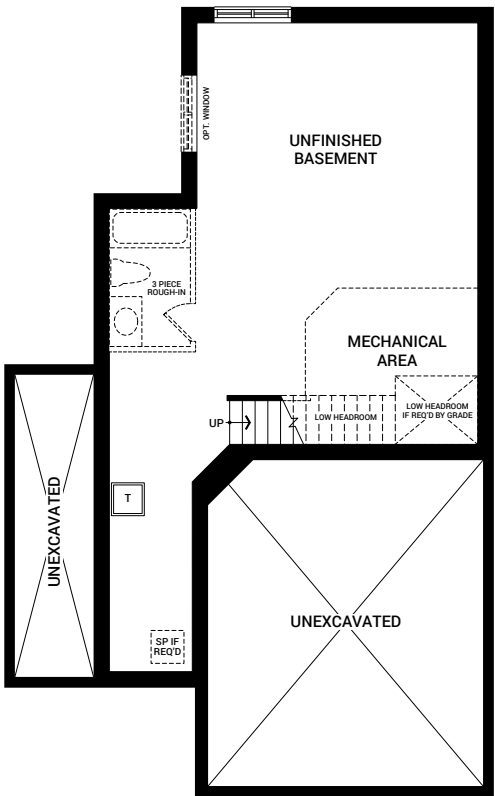 OPT. WINDOW
UNFINISHED
BASEMENT
3 PIECE
ROUGH-IN
MECHANICAL
AREA
LOW HEADROOM
IF REQ'D BY GRADE
UP
LOW HEADROOM
T
UNEXCAVATED
UNEXCAVATED
SP IF
REQ'D